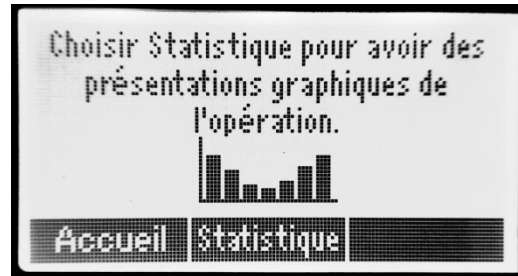 Choisir Statistique pour avoir des
présentations graphiques de
l'opération.
Accueil Statistique